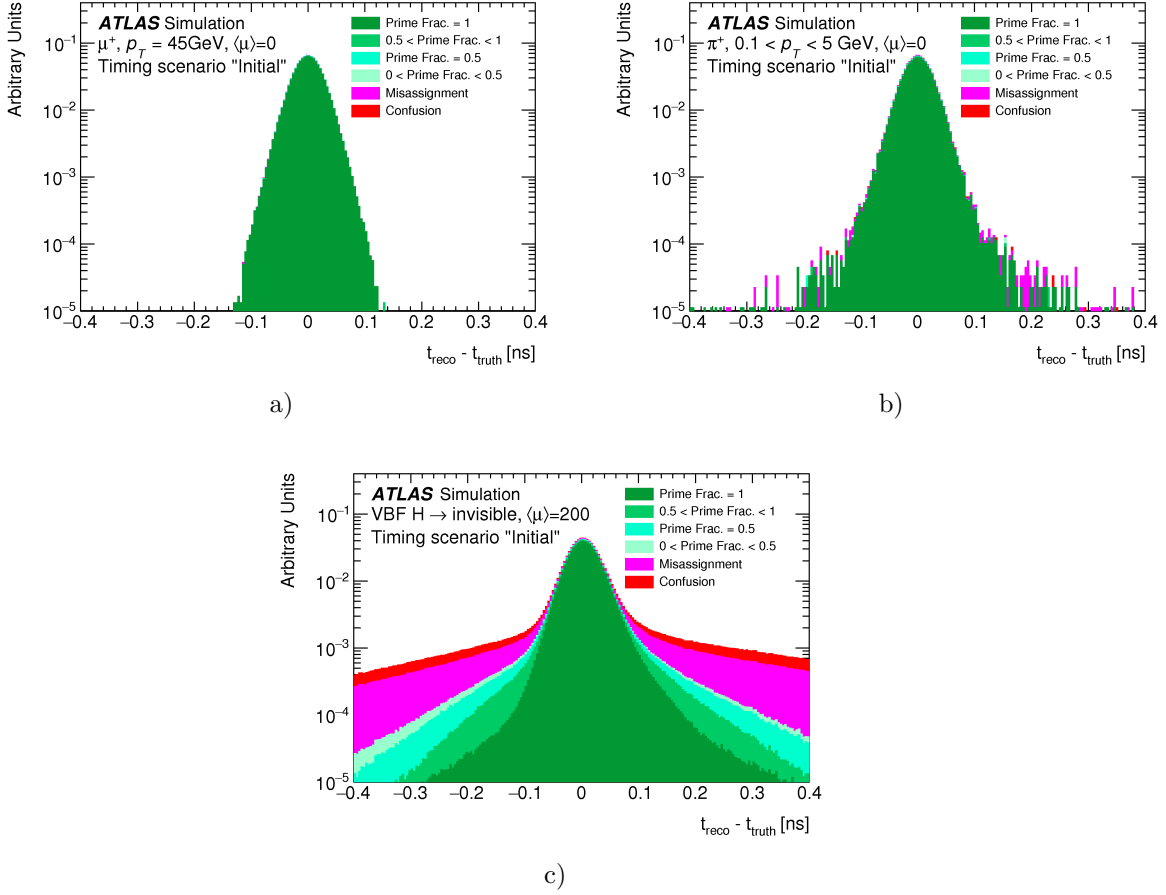 ATLAS Simulation
μ⁺, p_T = 45GeV, ⟨μ⟩=0
Timing scenario "Initial"
Prime Frac. = 1
0.5 < Prime Frac. < 1
Prime Frac. = 0.5
0 < Prime Frac. < 0.5
Misassignment
Confusion
Arbitrary Units
10⁻¹
10⁻²
10⁻³
10⁻⁴
10⁻⁵
−0.4 −0.3 −0.2 −0.1 0 0.1 0.2 0.3 0.4
t_reco - t_truth [ns]
a)
ATLAS Simulation
π⁺, 0.1 < p_T < 5 GeV, ⟨μ⟩=0
Timing scenario "Initial"
Prime Frac. = 1
0.5 < Prime Frac. < 1
Prime Frac. = 0.5
0 < Prime Frac. < 0.5
Misassignment
Confusion
Arbitrary Units
10⁻¹
10⁻²
10⁻³
10⁻⁴
10⁻⁵
−0.4 −0.3 −0.2 −0.1 0 0.1 0.2 0.3 0.4
t_reco - t_truth [ns]
b)
ATLAS Simulation
VBF H → invisible, ⟨μ⟩=200
Timing scenario "Initial"
Prime Frac. = 1
0.5 < Prime Frac. < 1
Prime Frac. = 0.5
0 < Prime Frac. < 0.5
Misassignment
Confusion
Arbitrary Units
10⁻¹
10⁻²
10⁻³
10⁻⁴
10⁻⁵
−0.4 −0.3 −0.2 −0.1 0 0.1 0.2 0.3 0.4
t_reco - t_truth [ns]
c)